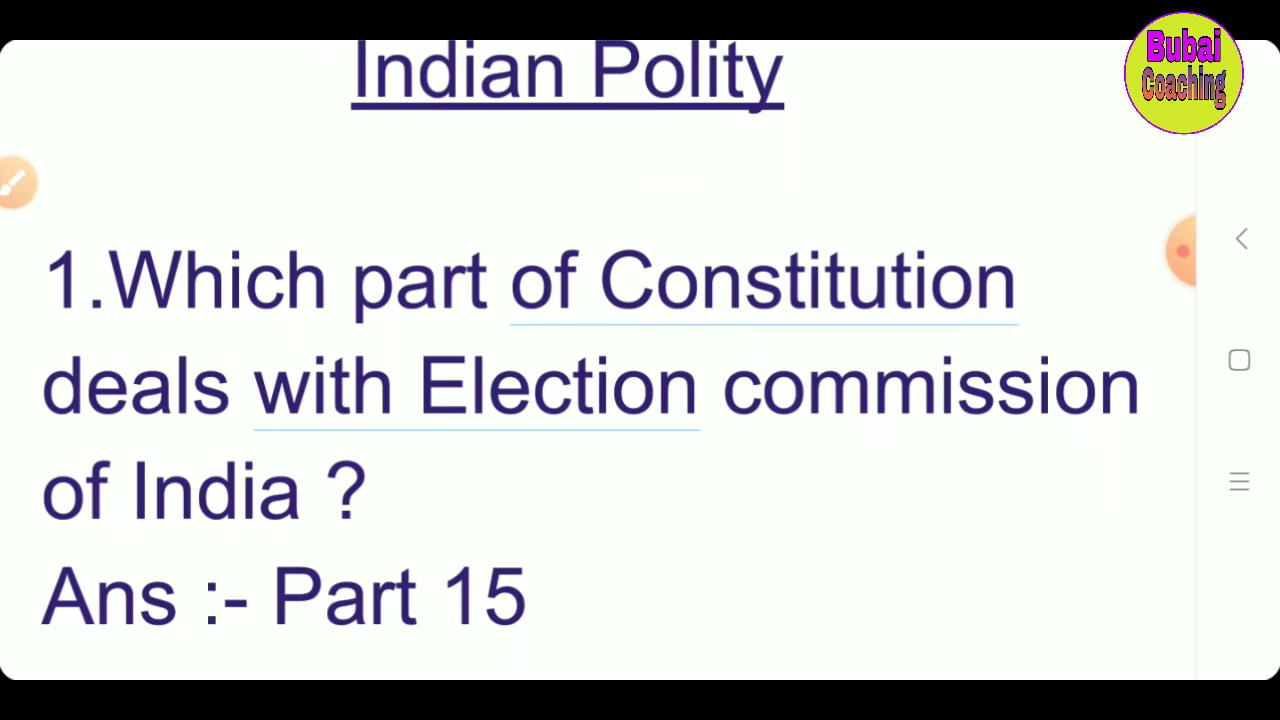 Indian Polity
Bubai
Coaching
1.Which part of Constitution
deals with Election commission
of India ?
Ans :- Part 15